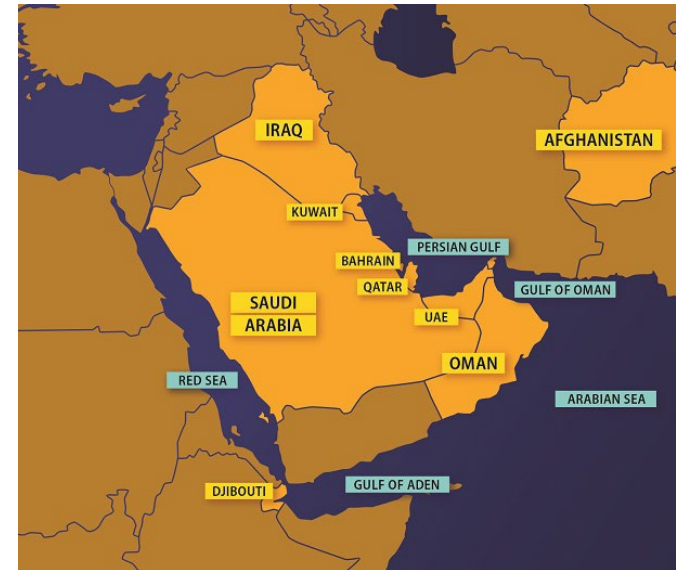 IRAQ
AFGHANISTAN
KUWAIT
PERSIAN GULF
BAHRAIN
QATAR
GULF OF OMAN
SAUDI
ARABIA
UAE
OMAN
RED SEA
ARABIAN SEA
GULF OF ADEN
DJIBOUTI